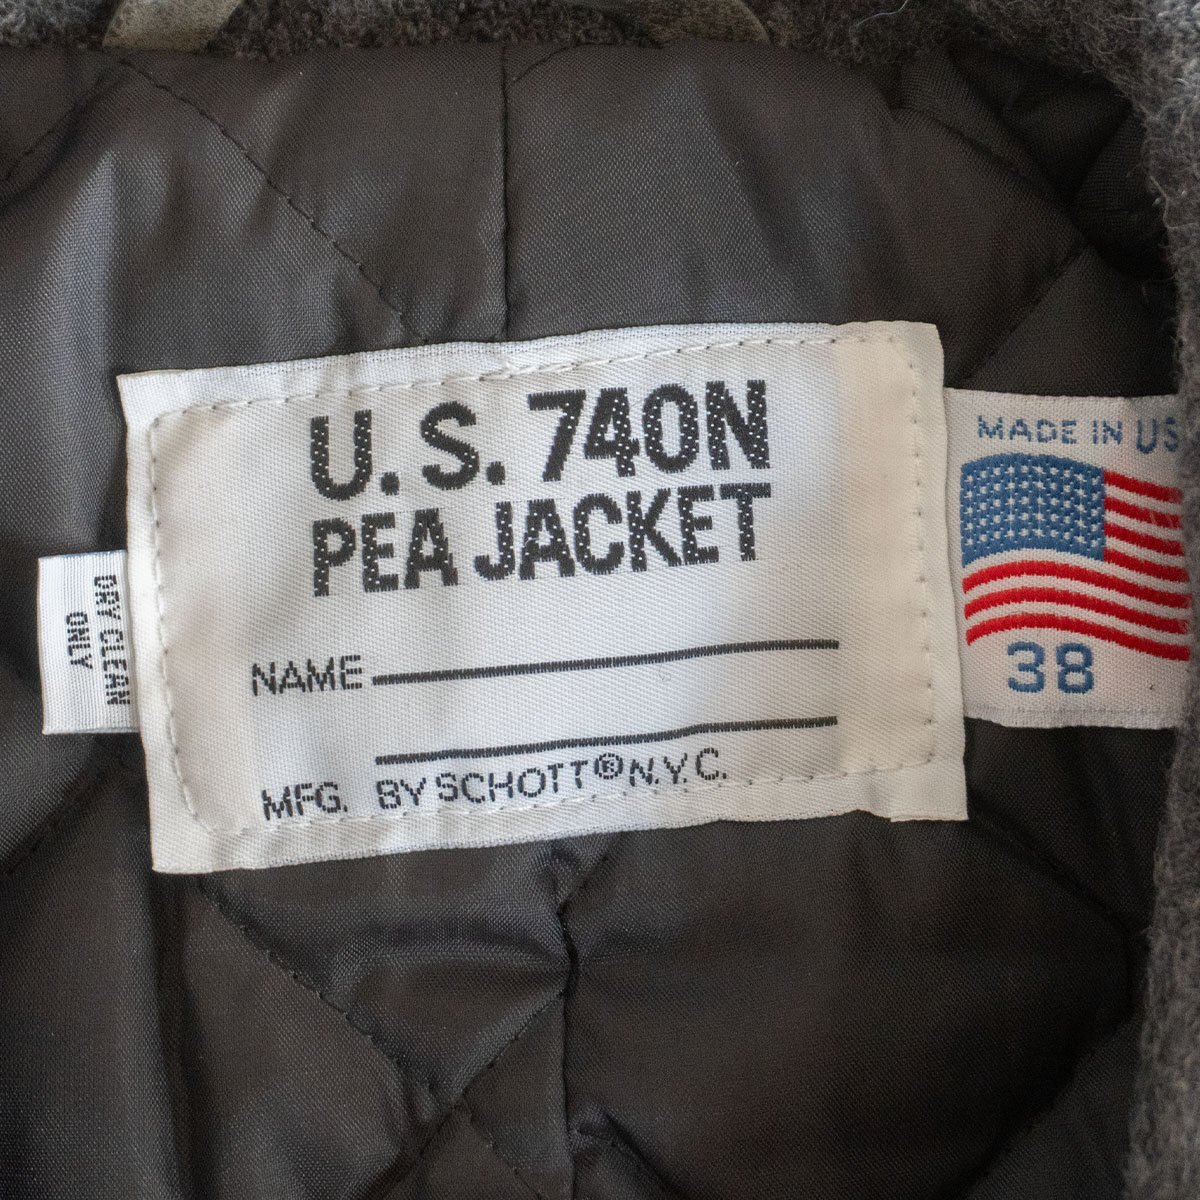 U.S. 740N
PEA JACKET
NAME
MFG. BY SCHOTT® N.Y.C.
DRY CLEAN
ONLY
MADE IN US
38